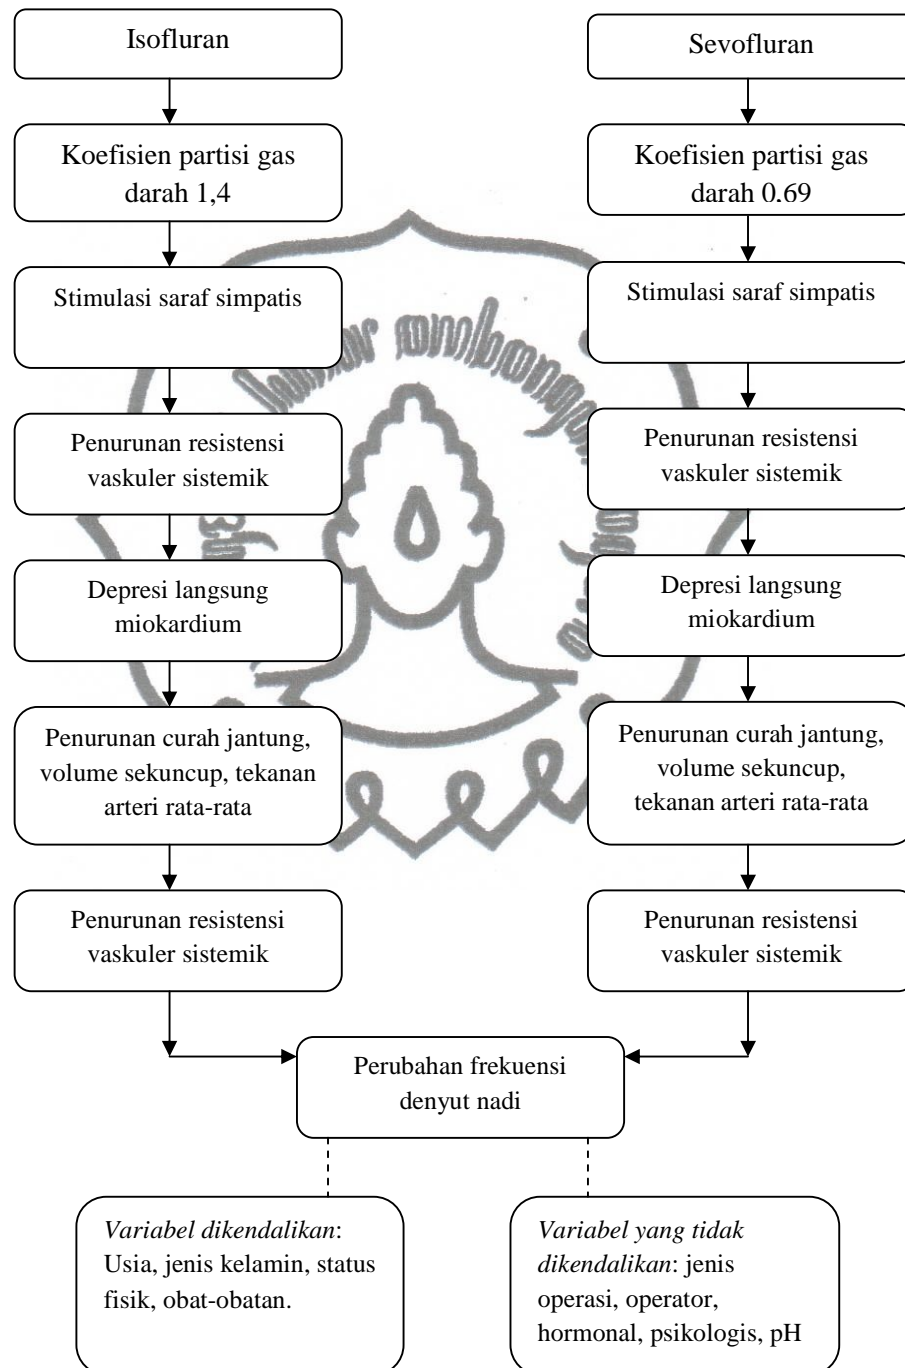 Isofluran
Sevofluran
Koefisien partisi gas
darah 1,4
Koefisien partisi gas
darah 0.69
Stimulasi saraf simpatis
Stimulasi saraf simpatis
Penurunan resistensi
vaskuler sistemik
Penurunan resistensi
vaskuler sistemik
Depresi langsung
miokardium
Depresi langsung
miokardium
Penurunan curah jantung,
volume sekuncup, tekanan
arteri rata-rata
Penurunan curah jantung,
volume sekuncup,
tekanan arteri rata-rata
Penurunan resistensi
vaskuler sistemik
Penurunan resistensi
vaskuler sistemik
Perubahan frekuensi
denyut nadi
Variabel dikendalikan:
Usia, jenis kelamin, status
fisik, obat-obatan.
Variabel yang tidak
dikendalikan: jenis
operasi, operator,
hormonal, psikologis, pH